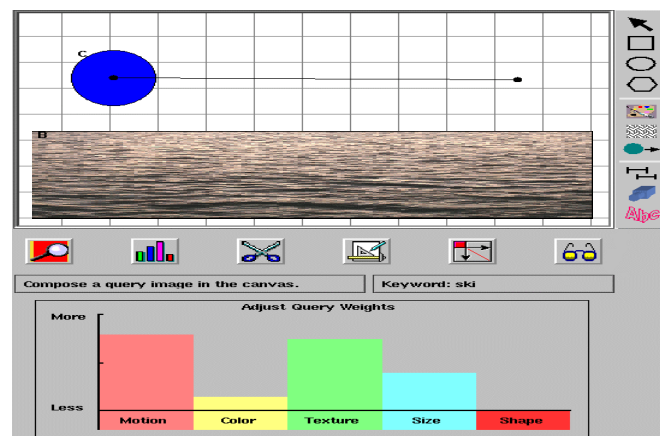 C
B
Abc
Compose a query image in the canvas.
Keyword: ski
Adjust Query Weights
More
Less
Motion
Color
Texture
Size
Shape